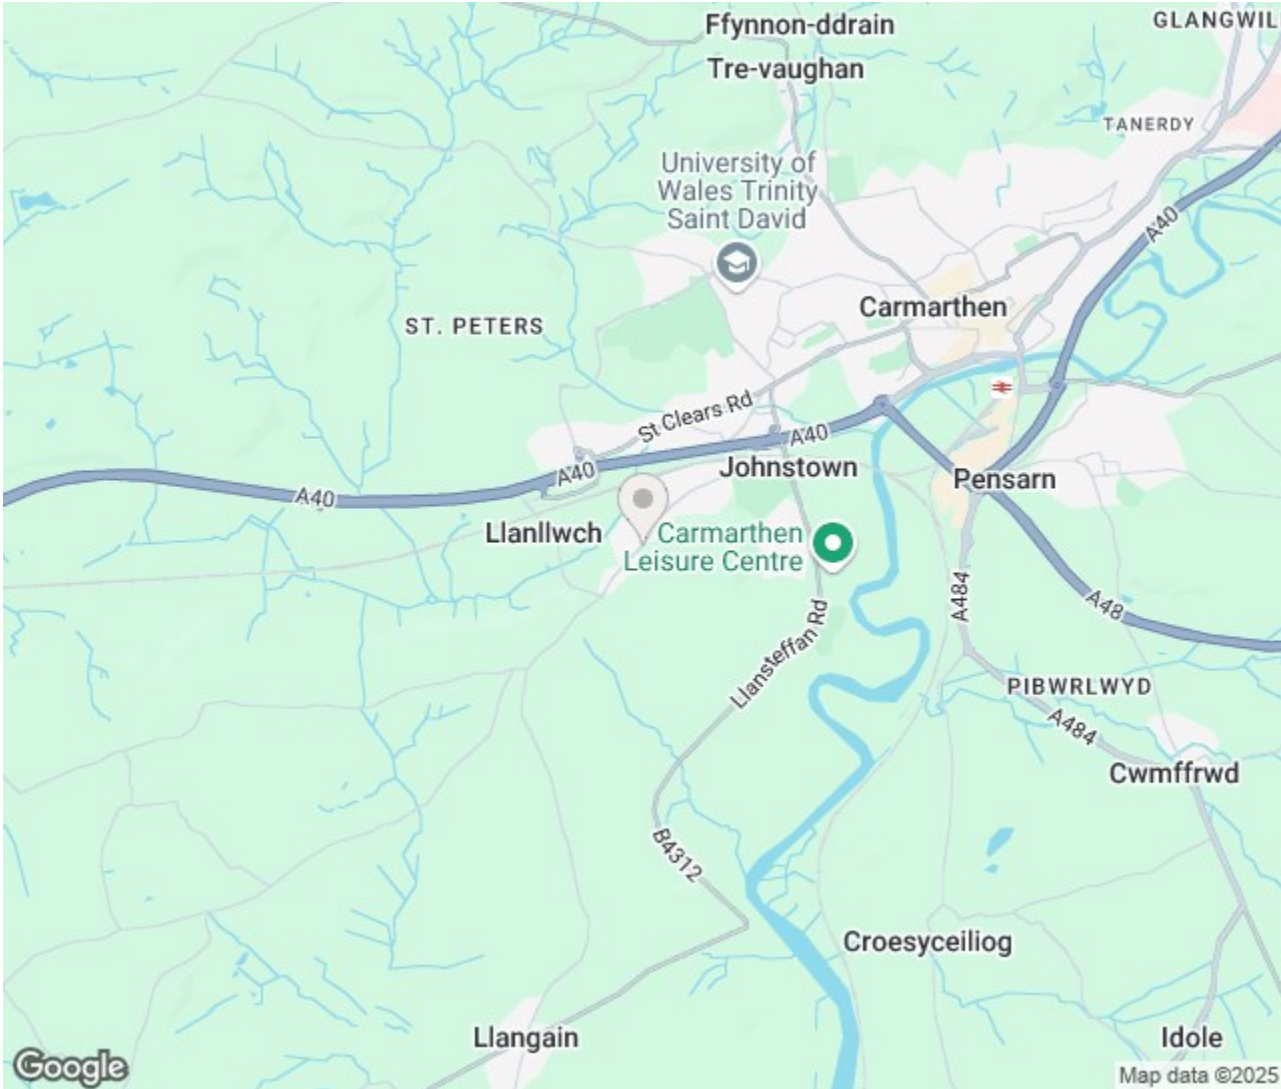 Ffynnon-ddrain
GLANGWIL
Tre-vaughan
TANERDY
University of
Wales Trinity
Saint David
A40
Carmarthen
ST. PETERS
St Clears Rd
A40
Johnstown
A40
Pensarn
A40
Llanllwch
Carmarthen
Leisure Centre
A484
A48
Llansteffan Rd
PIBWRLWYD
A484
Cwmffrwd
B4312
Croesyceiliog
Llangain
Idole
Google
Map data ©2025